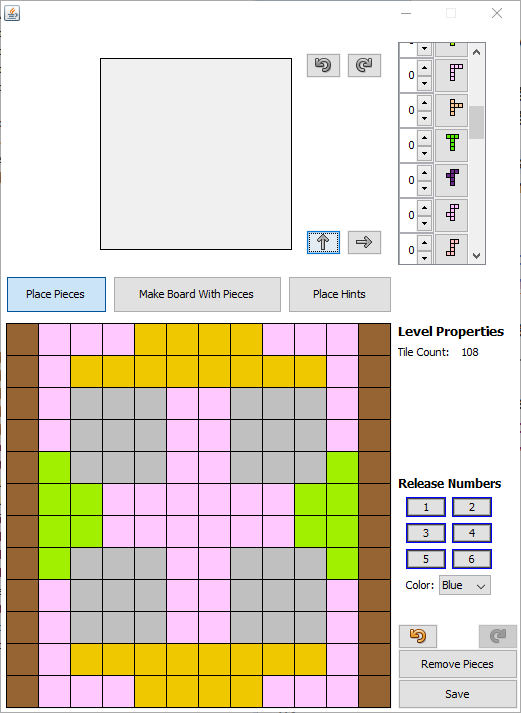 0
0
0
0
0
0
Place Pieces
Make Board With Pieces
Place Hints
Level Properties
Tile Count: 108
Release Numbers
1 2
3 4
5 6
Color: Blue
Remove Pieces
Save